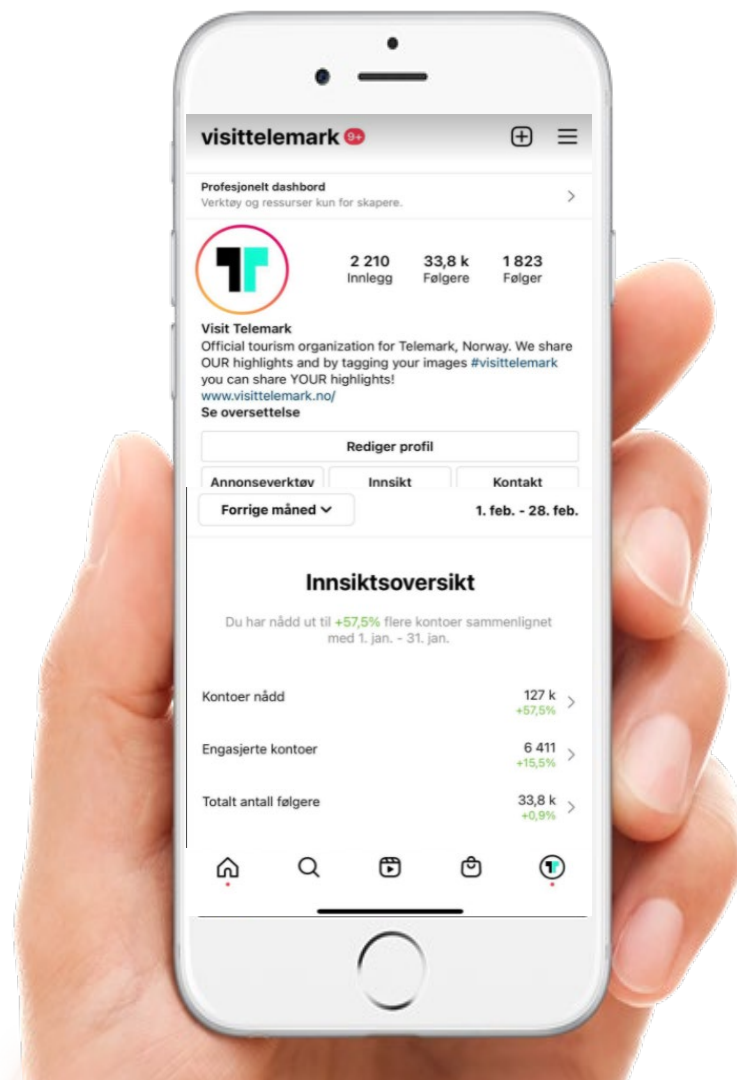 visittelemark 9+
Profesjonelt dashbord
Verktøy og ressurser kun for skapere.
2 210 33,8 k 1 823
Innlegg Følgere Følger
Visit Telemark
Official tourism organization for Telemark, Norway. We share
OUR highlights and by tagging your images #visittelemark
you can share YOUR highlights!
www.visittelemark.no/
Se oversettelse
Rediger profil
Annonseverktøy Innsikt Kontakt
Forrige måned 1. feb. - 28. feb.
Innsiktsoversikt
Du har nådd ut til +57,5% flere kontoer sammenlignet
med 1. jan. - 31. jan.
Kontoer nådd 127 k
+57,5%
Engasjerte kontoer 6 411
+15,5%
Totalt antall følgere 33,8 k
+0,9%